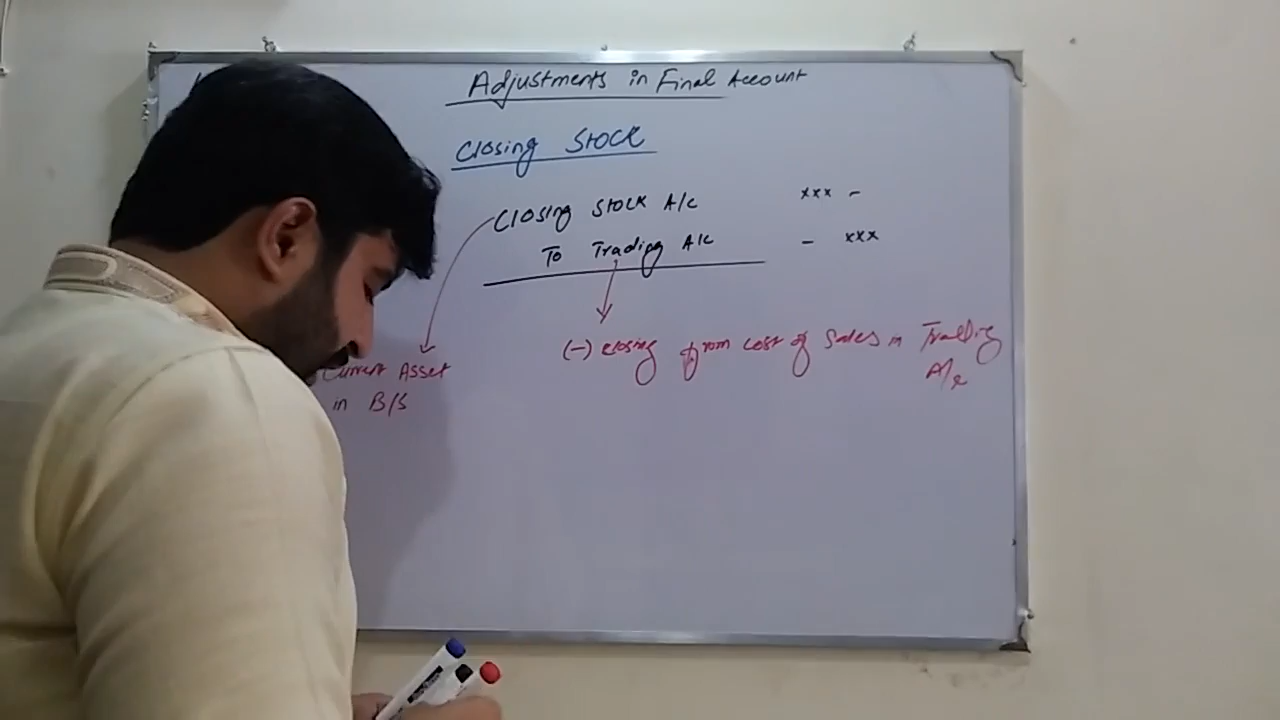 Adjustments in Final Account
Closing Stock
Closing Stock A/c xxx -
To Trading A/c - xxx
(-) closing from cost of Sales in Trading
A/c
Current Asset
in B/S